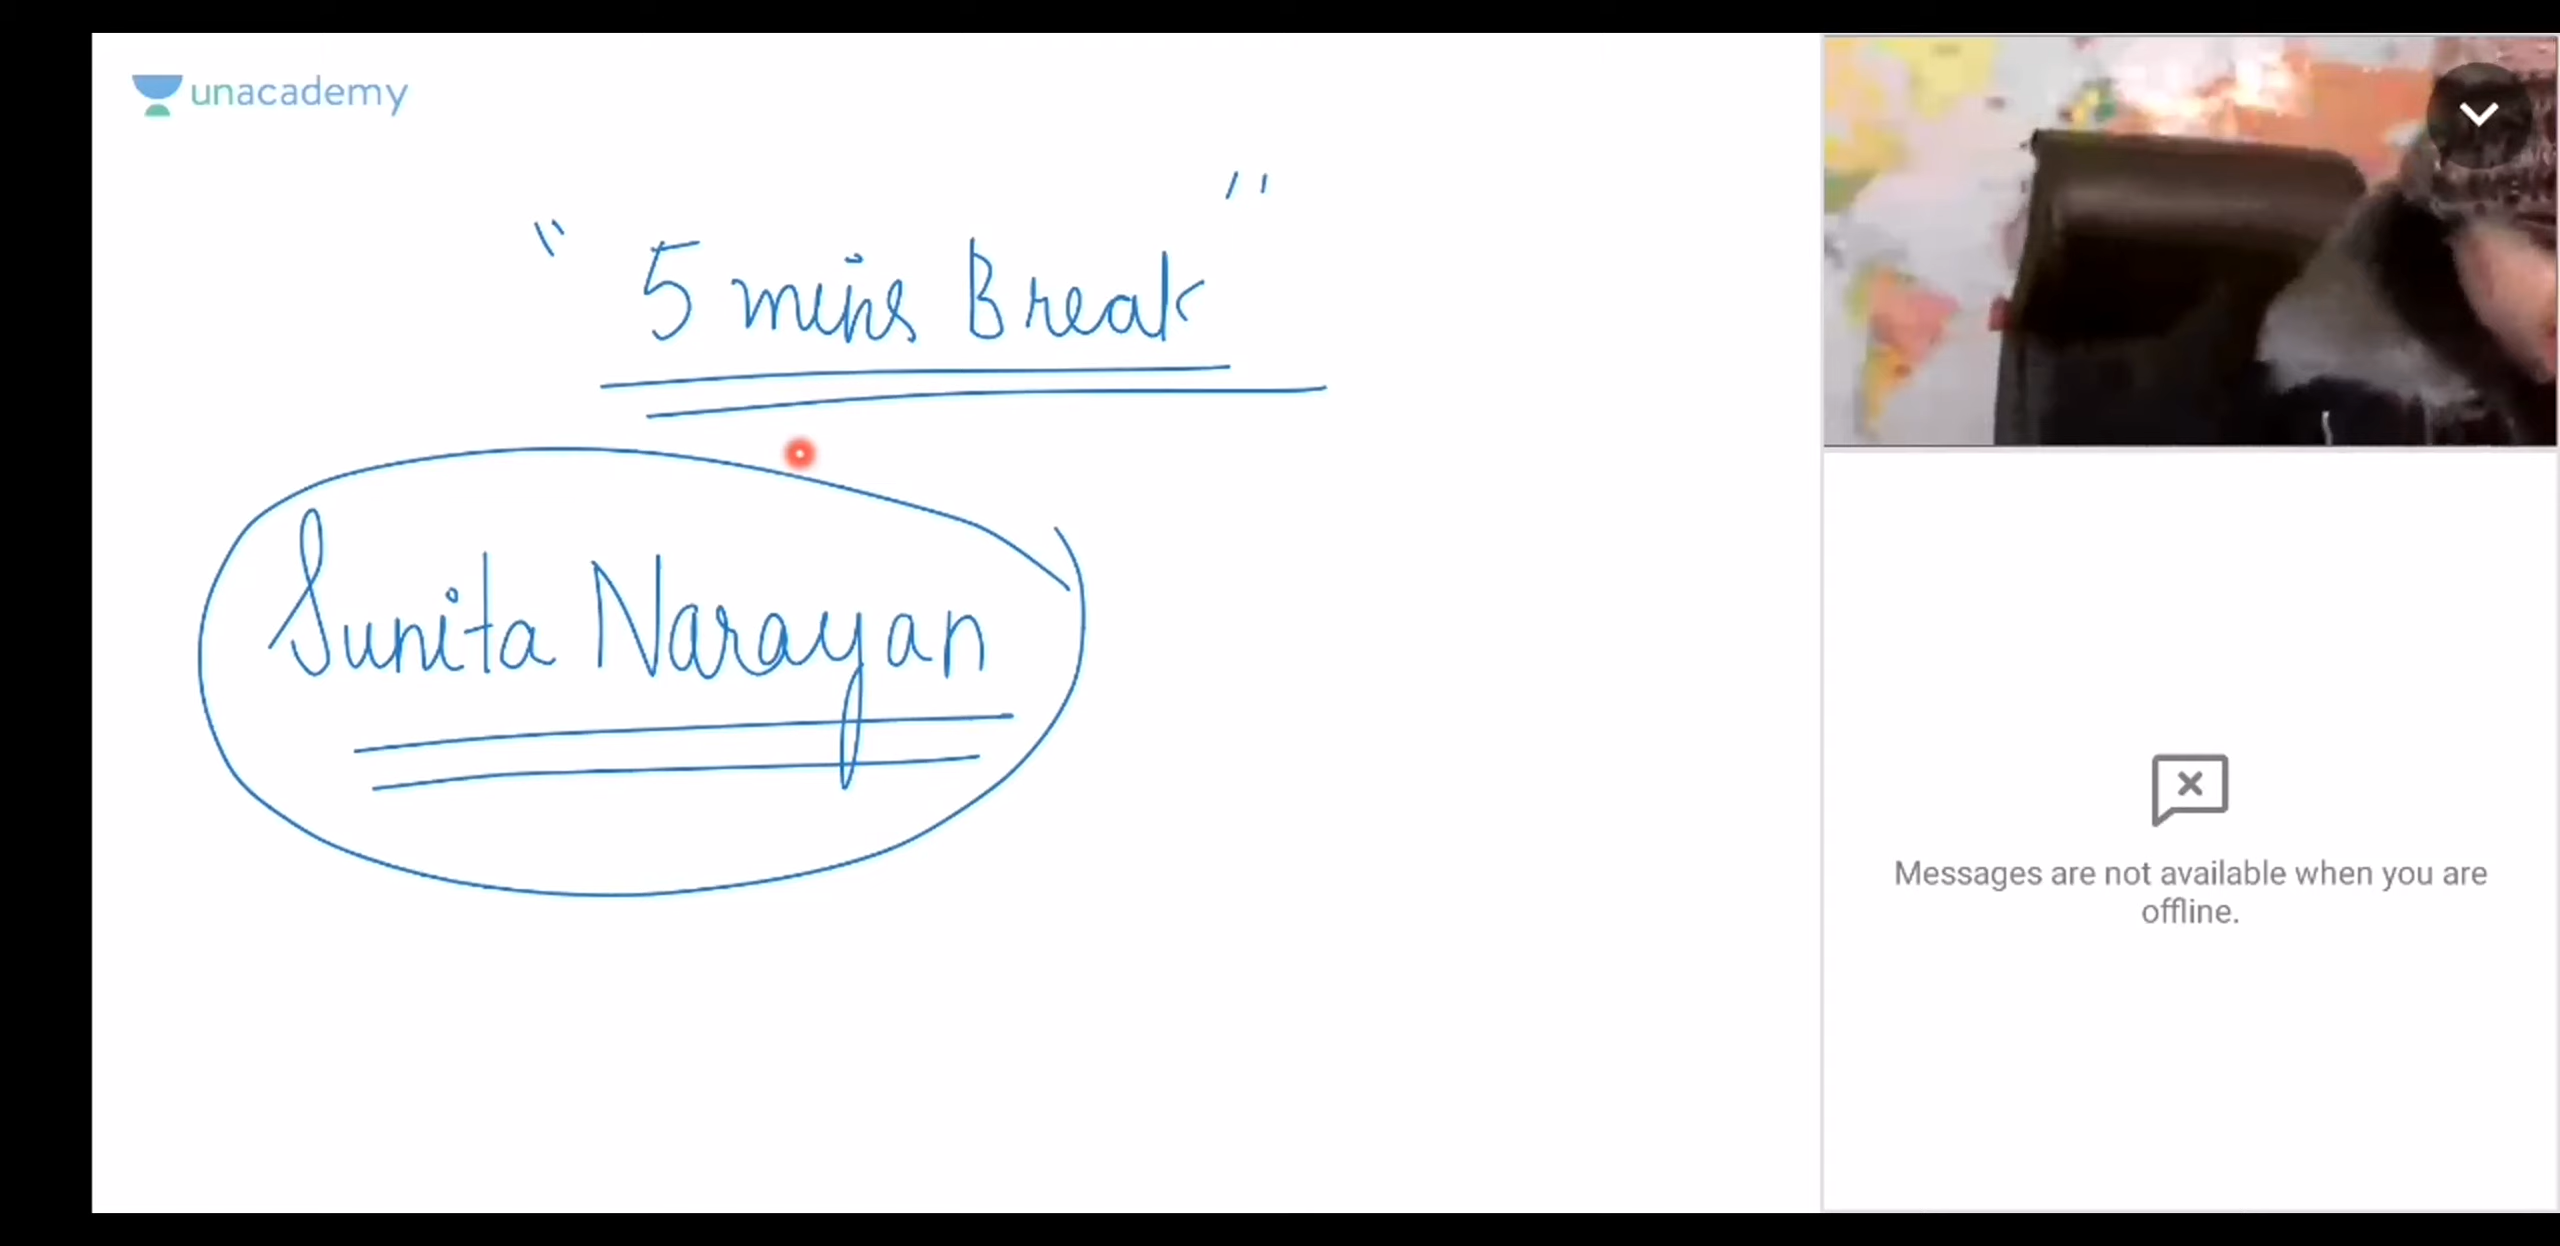 unacademy
" 5 mins Break "
Sunita Narayan
Messages are not available when you are
offline.